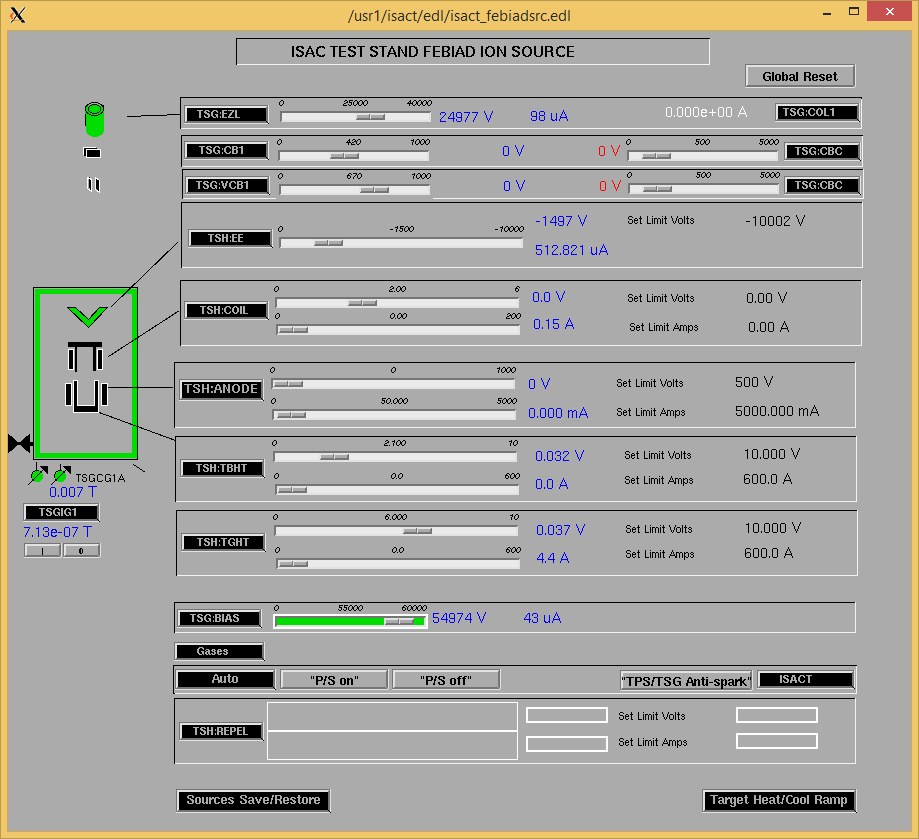 /usr1/isact/edl/isact_febiadsrc.edl
ISAC TEST STAND FEBIAD ION SOURCE
Global Reset
TSG:EZL 0 25000 40000 24977 V 98 uA 0.000e+00 A TSG:COL1
TSG:CB1 0 420 1000 0 V 0 V 0 500 5000 TSG:CBC
TSG:VCB1 0 670 1000 0 V 0 V 0 500 5000 TSG:CBC
TSH:EE 0 -1500 -10000 -1497 V Set Limit Volts -10002 V
512.821 uA
TSH:COIL 0 2.00 6 0.0 V Set Limit Volts 0.00 V
0 0.00 200 0.15 A Set Limit Amps 0.00 A
TSH:ANODE 0 0 1000 0 V Set Limit Volts 500 V
0 50.000 5000 0.000 mA Set Limit Amps 5000.000 mA
TSH:TBHT 0 2.100 10 0.032 V Set Limit Volts 10.000 V
0 0.0 600 0.0 A Set Limit Amps 600.0 A
TSGCG1A
0.007 T
TSGIG1
7.13e-07 T
I 0
TSH:TGHT 0 6.000 10 0.037 V Set Limit Volts 10.000 V
0 0.0 600 4.4 A Set Limit Amps 600.0 A
TSG:BIAS 0 55000 60000 54974 V 43 uA
Gases
Auto "P/S on" "P/S off" "TPS/TSG Anti-spark" ISACT
TSH:REPEL Set Limit Volts
Set Limit Amps
Sources Save/Restore Target Heat/Cool Ramp